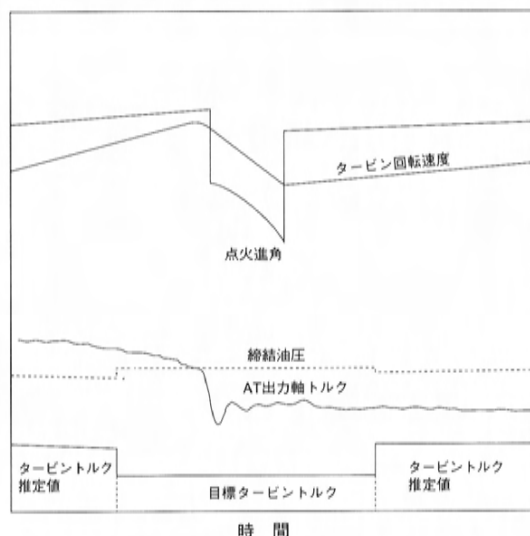 タービン回転速度
点火進角
締結油圧
AT出力軸トルク
タービントルク
推定値
目標タービントルク
タービントルク
推定値
時 間